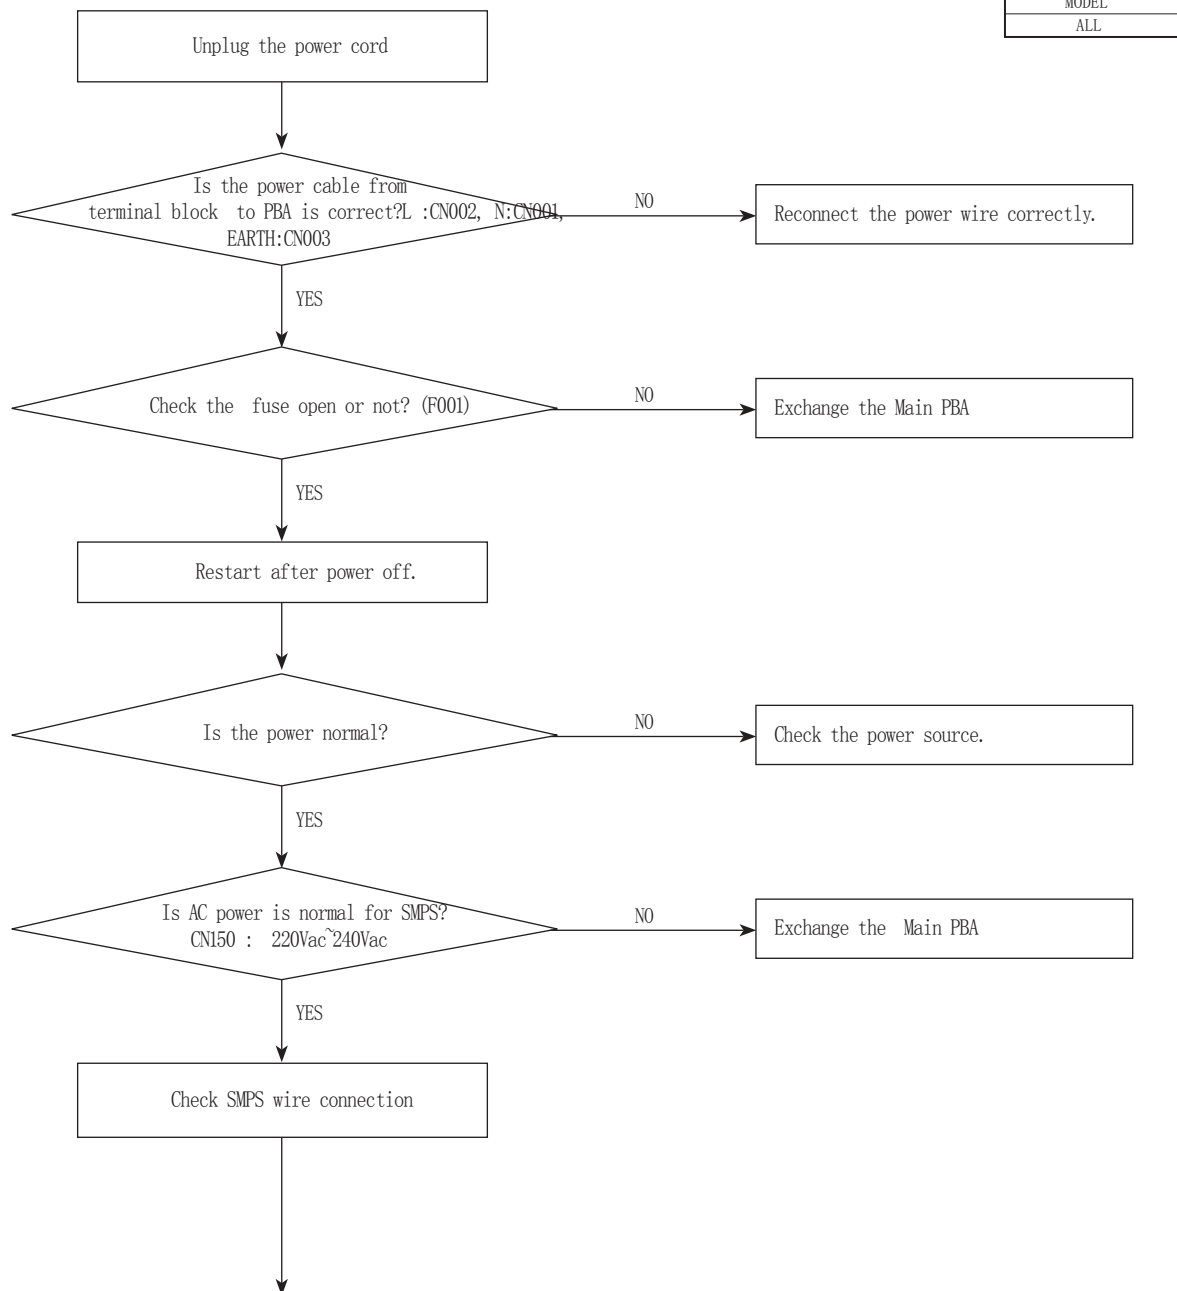 MODEL
ALL
Unplug the power cord
Is the power cable from
terminal block to PBA is correct?L :CN002, N:CN001,
EARTH:CN003
NO
Reconnect the power wire correctly.
YES
Check the fuse open or not? (F001)
NO
Exchange the Main PBA
YES
Restart after power off.
Is the power normal?
NO
Check the power source.
YES
Is AC power is normal for SMPS?
CN150 : 220Vac~240Vac
NO
Exchange the Main PBA
YES
Check SMPS wire connection